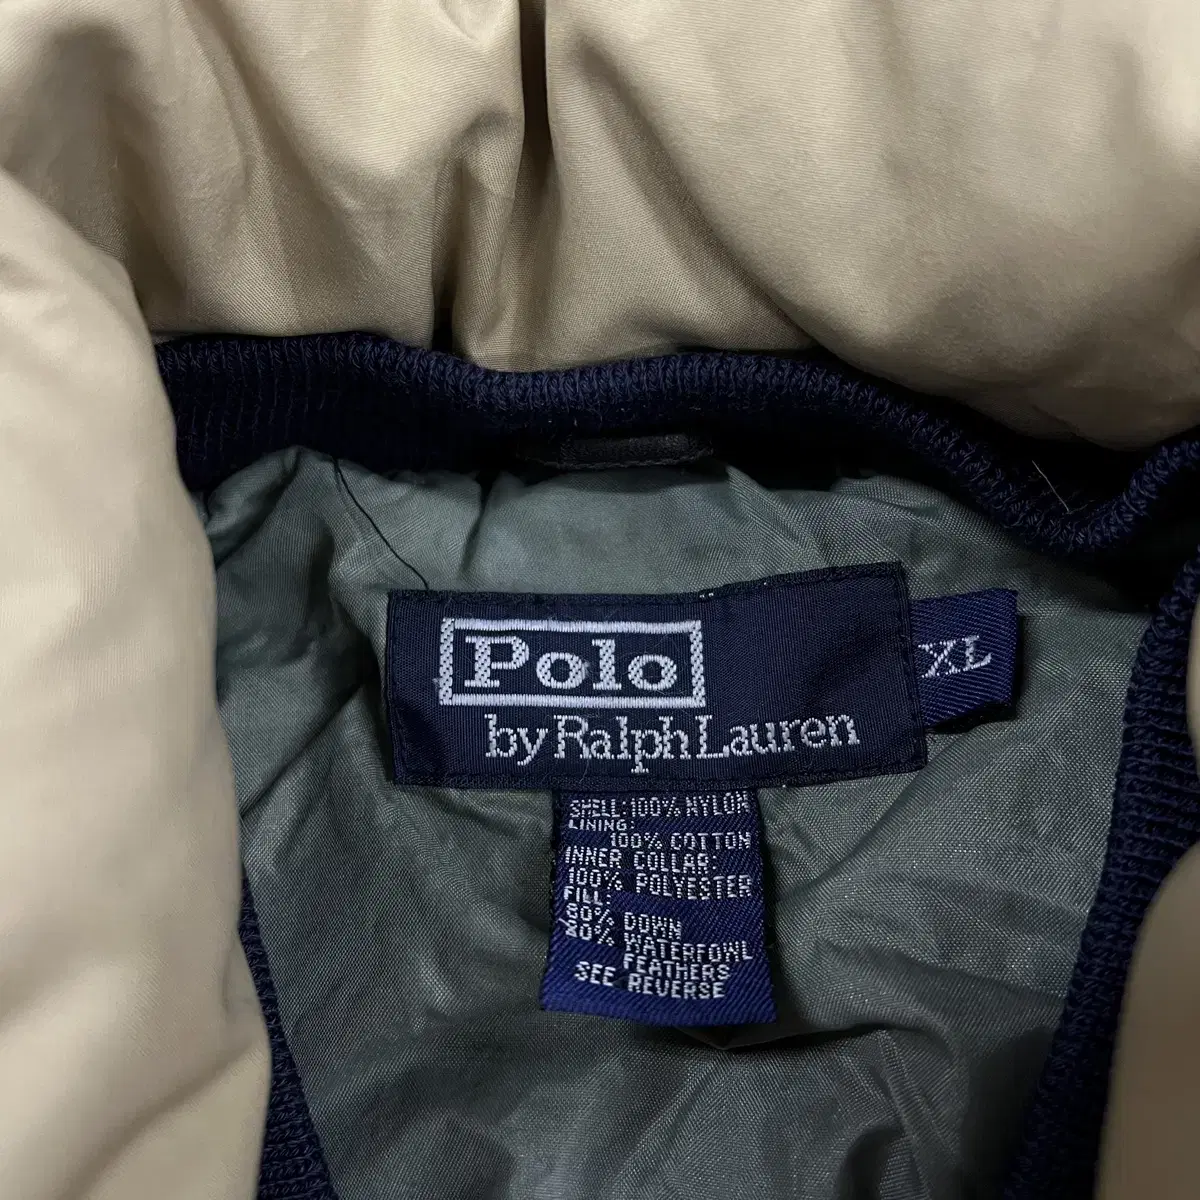 Polo
by Ralph Lauren
XL
SHELL: 100% NYLON
LINING:
100% COTTON
INNER COLLAR:
100% POLYESTER
FILL:
80% DOWN
20% WATERFOWL
FEATHERS
SEE REVERSE